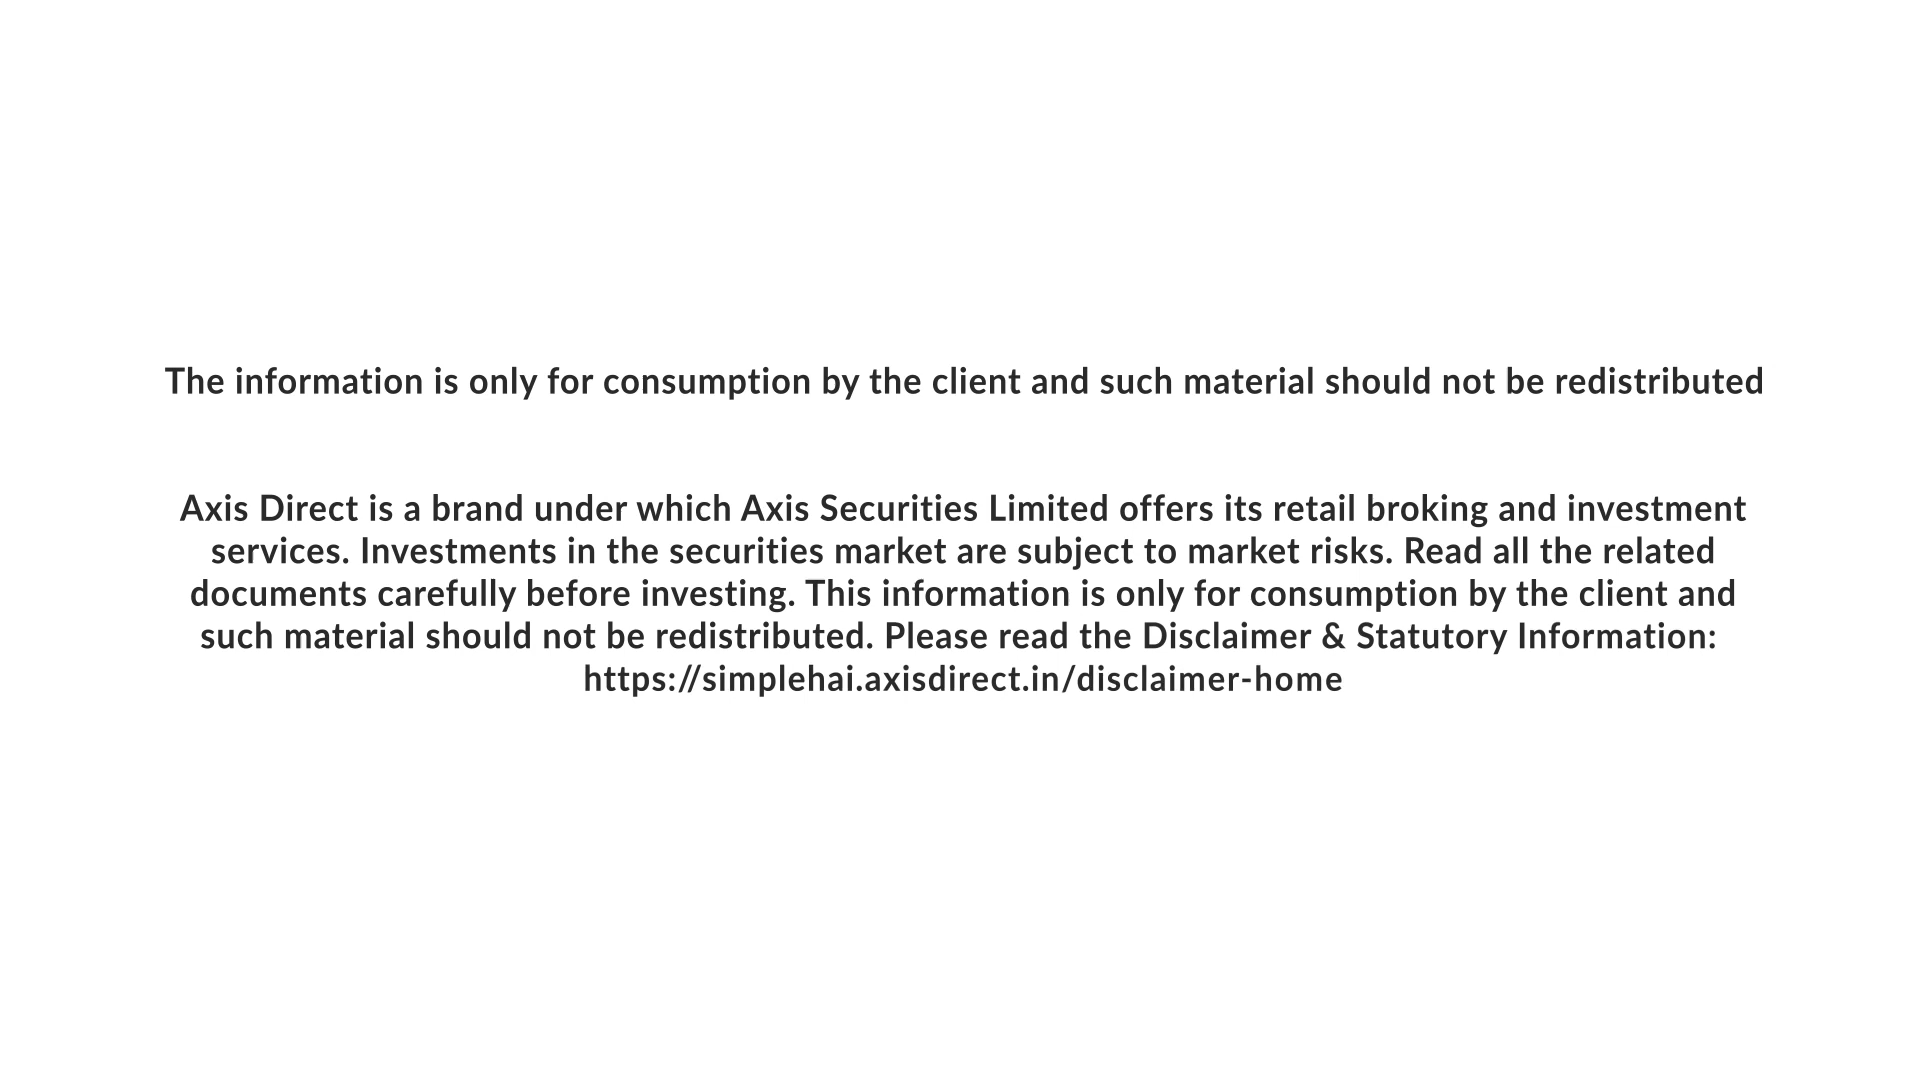 The information is only for consumption by the client and such material should not be redistributed
Axis Direct is a brand under which Axis Securities Limited offers its retail broking and investment
services. Investments in the securities market are subject to market risks. Read all the related
documents carefully before investing. This information is only for consumption by the client and
such material should not be redistributed. Please read the Disclaimer & Statutory Information:
https://simplehai.axisdirect.in/disclaimer-home